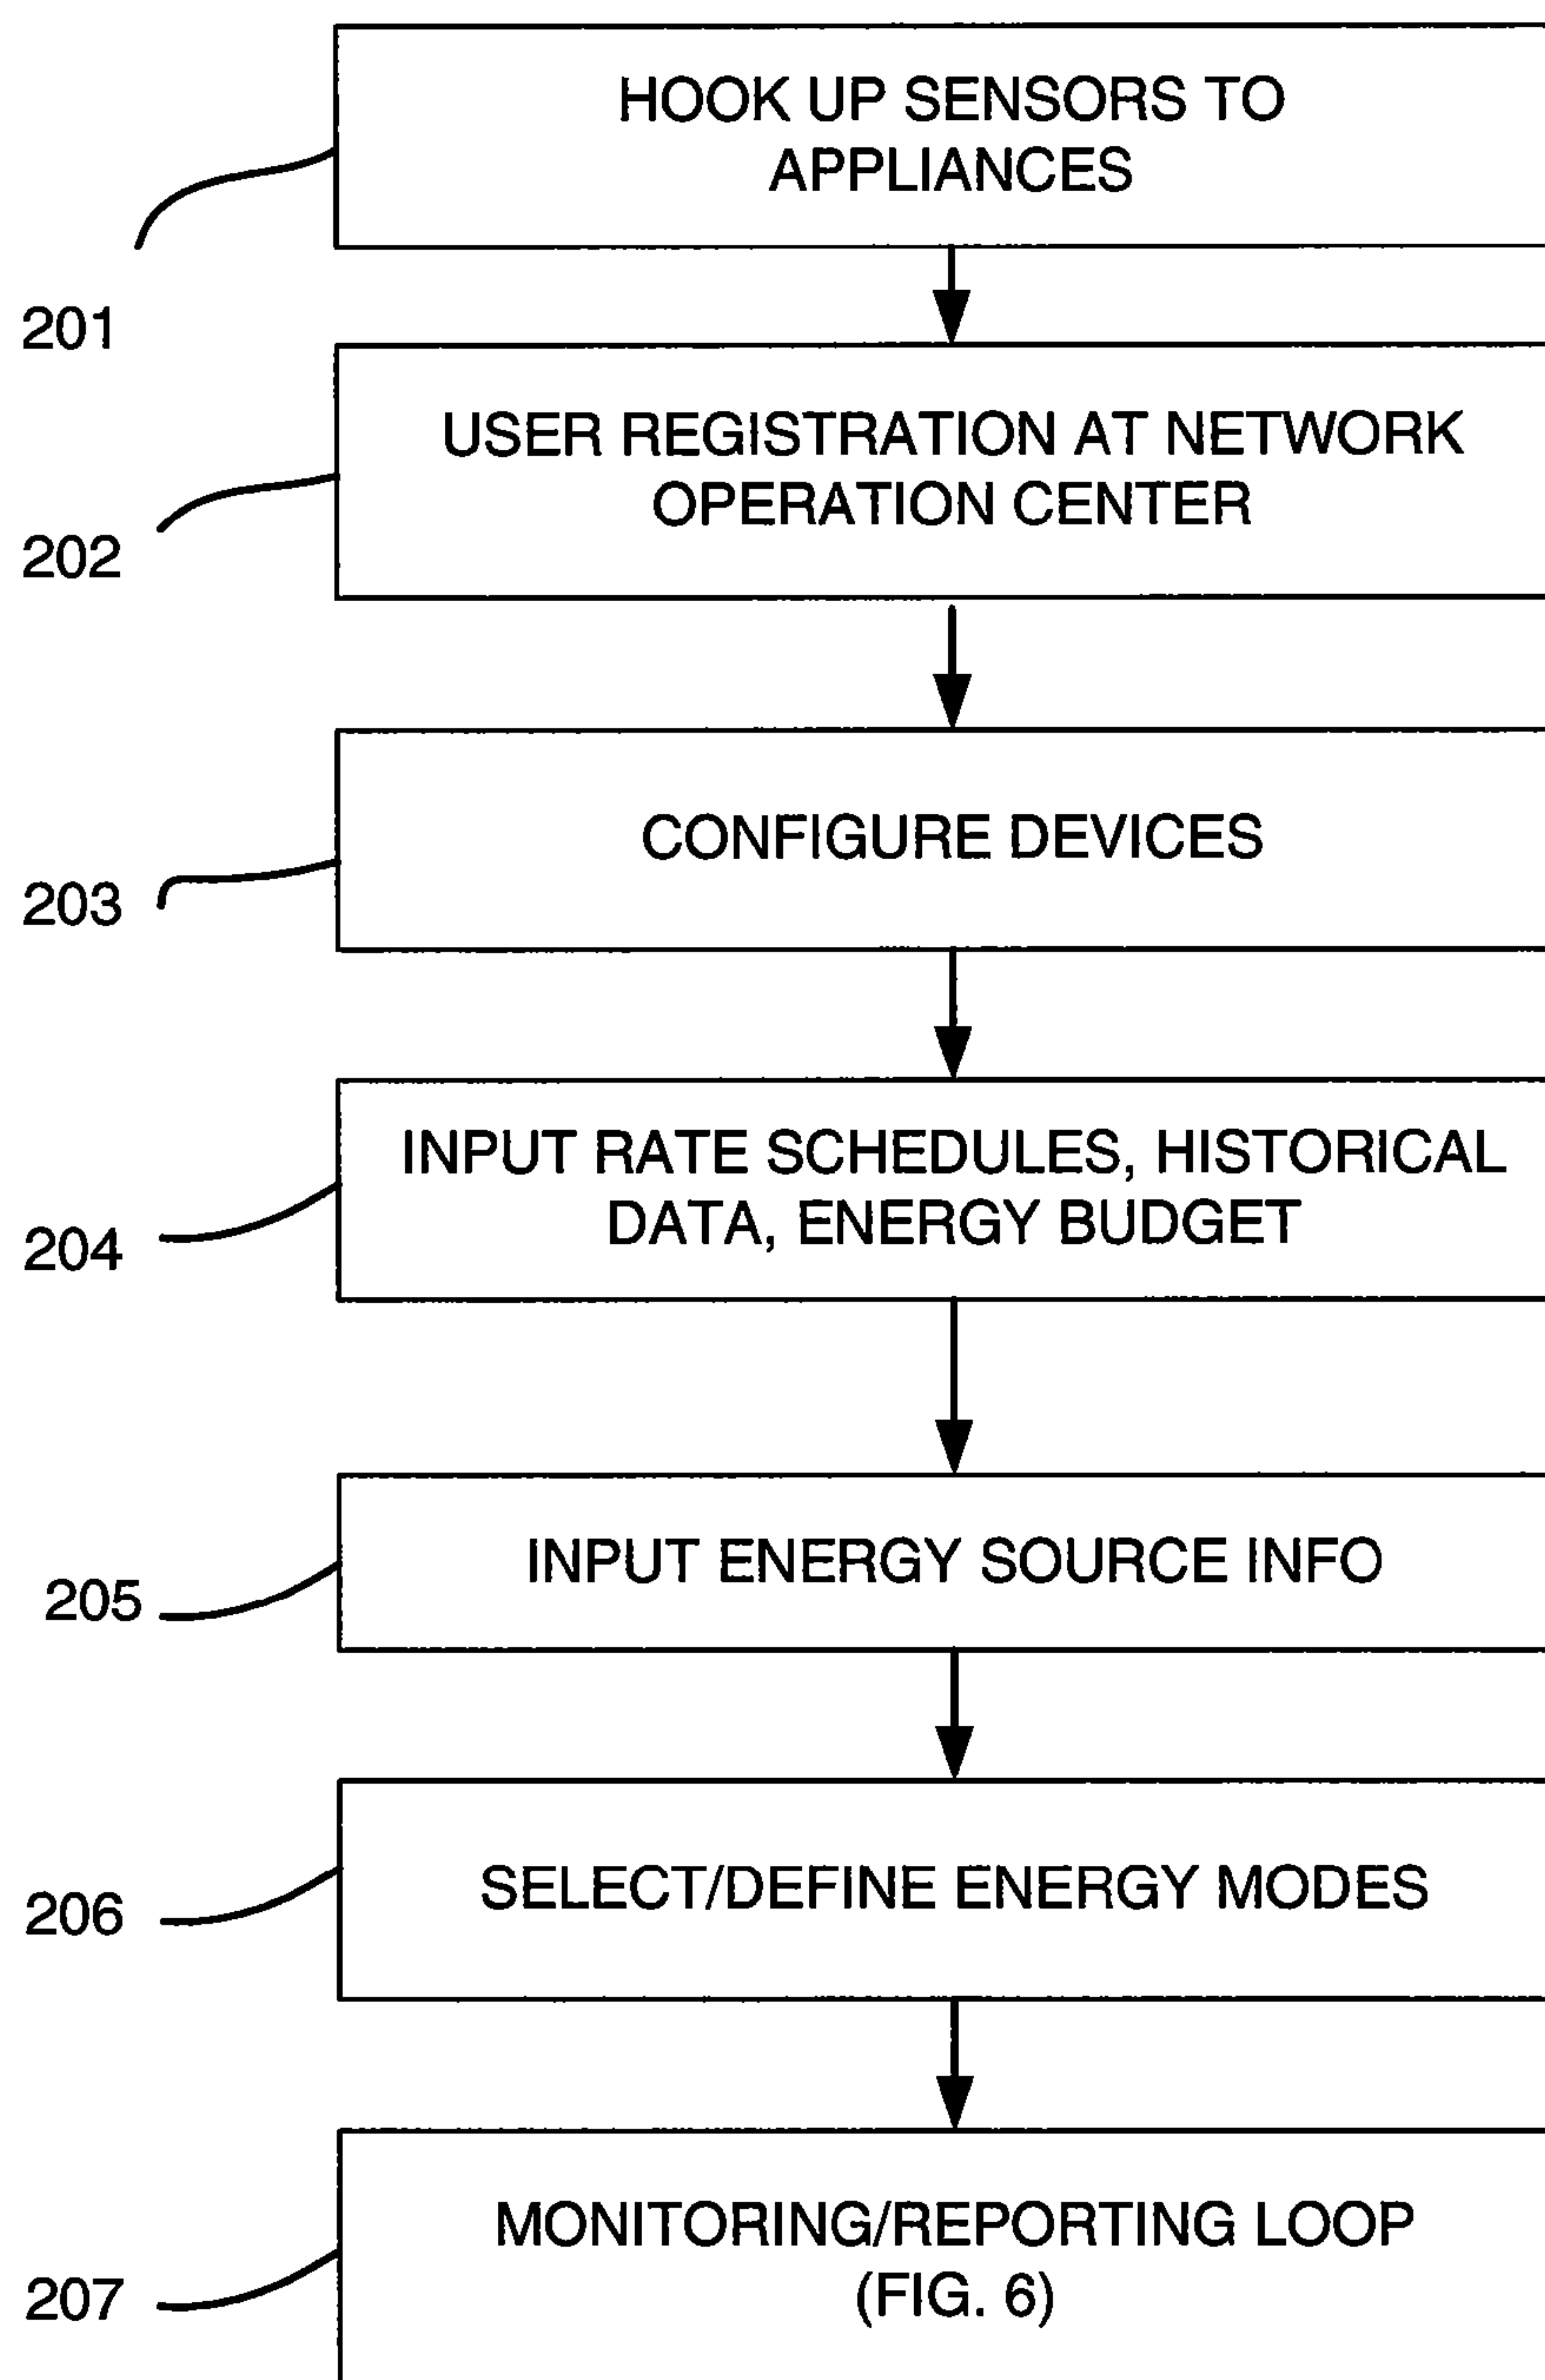 HOOK UP SENSORS TO
APPLIANCES
201
USER REGISTRATION AT NETWORK
OPERATION CENTER
202
CONFIGURE DEVICES
203
INPUT RATE SCHEDULES, HISTORICAL
DATA, ENERGY BUDGET
204
INPUT ENERGY SOURCE INFO
205
SELECT/DEFINE ENERGY MODES
206
MONITORING/REPORTING LOOP
(FIG. 6)
207